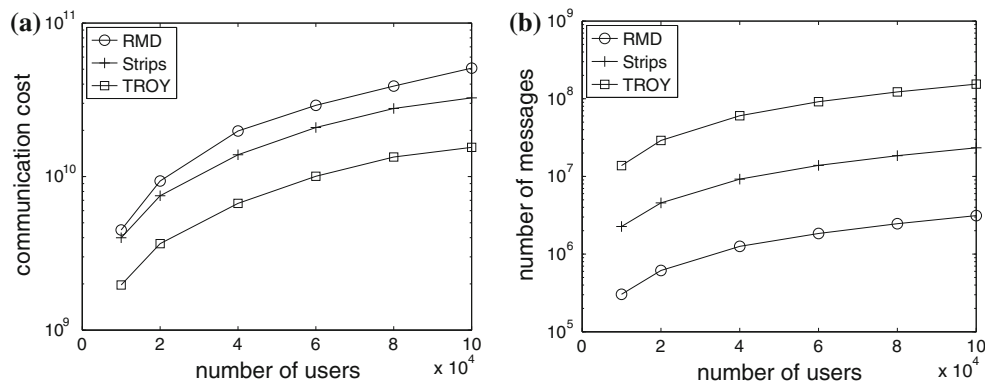 (a)
10^11
10^10
10^9
communication cost
RMD
Strips
TROY
0 2 4 6 8 10
number of users
x 10^4
(b)
10^9
10^8
10^7
10^6
10^5
number of messages
RMD
Strips
TROY
0 2 4 6 8 10
number of users
x 10^4